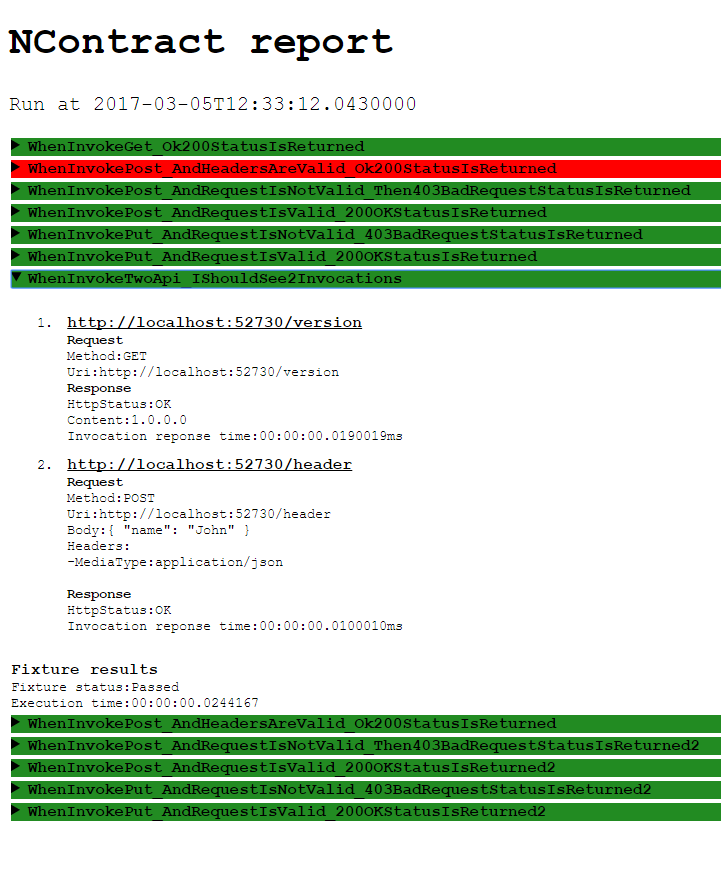 NContract report
Run at 2017-03-05T12:33:12.0430000
WhenInvokeGet_Ok200StatusIsReturned
WhenInvokePost_AndHeadersAreValid_Ok200StatusIsReturned
WhenInvokePost_AndRequestIsNotValid_Then403BadRequestStatusIsReturned
WhenInvokePost_AndRequestIsValid_200OKStatusIsReturned
WhenInvokePut_AndRequestIsNotValid_403BadRequestStatusIsReturned
WhenInvokePut_AndRequestIsValid_200OKStatusIsReturned
WhenInvokeTwoApi_IShouldSee2Invocations
1. http://localhost:52730/version
Request
Method:GET
Uri:http://localhost:52730/version
Response
HttpStatus:OK
Content:1.0.0.0
Invocation reponse time:00:00:00.0190019ms
2. http://localhost:52730/header
Request
Method:POST
Uri:http://localhost:52730/header
Body:{ "name": "John" }
Headers:
-MediaType:application/json
Response
HttpStatus:OK
Invocation reponse time:00:00:00.0100010ms
Fixture results
Fixture status:Passed
Execution time:00:00:00.0244167
WhenInvokePost_AndHeadersAreValid_Ok200StatusIsReturned
WhenInvokePost_AndRequestIsNotValid_Then403BadRequestStatusIsReturned2
WhenInvokePost_AndRequestIsValid_200OKStatusIsReturned2
WhenInvokePut_AndRequestIsNotValid_403BadRequestStatusIsReturned2
WhenInvokePut_AndRequestIsValid_200OKStatusIsReturned2